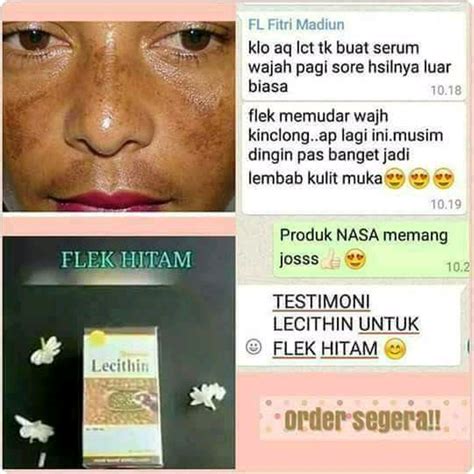 FL Fitri Madiun
klo aq lct tk buat serum
wajah pagi sore hsilnya luar
biasa
10.18
flek memudar wajh
kinclong..ap lagi ini.musim
dingin pas banget jadi
lembab kulit muka😍😍
10.19
Produk NASA memang
josss👍😍
10.2
TESTIMONI
LECITHIN UNTUK
FLEK HITAM 😊
order segera!!
FLEK HITAM
Lecithin